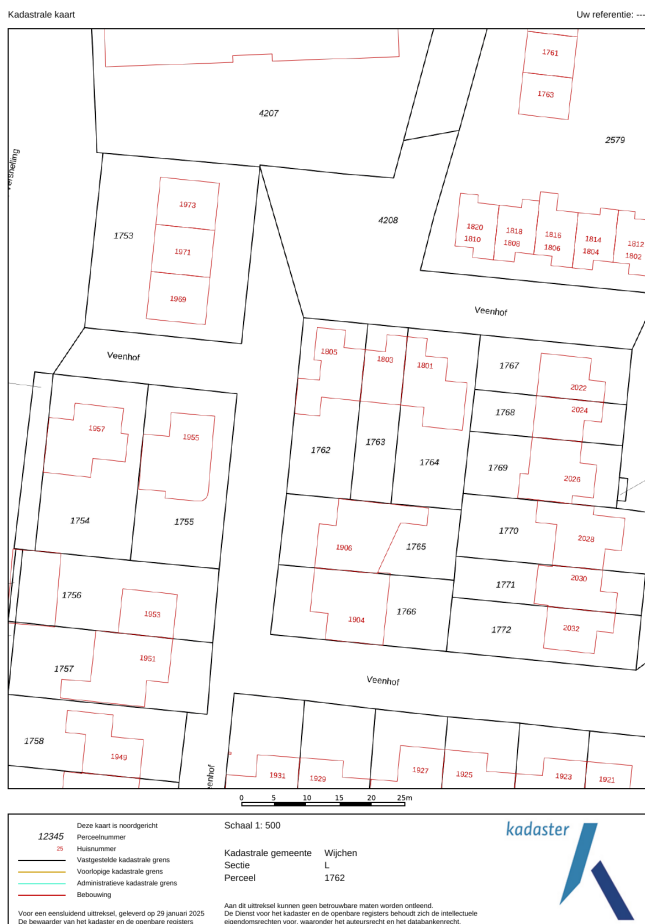 Kadastrale kaart
Uw referentie: ---
1761
1763
4207
2579
1973
1753
4208
1820
1818
1816
1814
1812
1810
1808
1806
1804
1802
1971
1969
Veenhof
Veenhof
1805
1803
1801
1767
2022
1768
2024
1957
1955
1762
1763
1764
1769
2026
1754
1755
1770
2028
1906
1765
1771
2030
1756
1953
1904
1766
1772
2032
1757
1951
Veenhof
1758
1949
1931
1929
1927
1925
1923
1921
0 5 10 15 20 25m
Deze kaart is noordgericht
12345 Perceelnummer
25 Huisnummer
Vastgestelde kadastrale grens
Voorlopige kadastrale grens
Administratieve kadastrale grens
Bebouwing
Voor een eensluidend uittreksel, geleverd op 29 januari 2025
De bewaarder van het kadaster en de openbare registers
Schaal 1: 500
Kadastrale gemeente Wijchen
Sectie L
Perceel 1762
Aan dit uittreksel kunnen geen betrouwbare maten worden ontleend.
De Dienst voor het kadaster en de openbare registers behoudt zich de intellectuele
eigendomsrechten voor, waaronder het auteursrecht en het databankenrecht.
kadaster